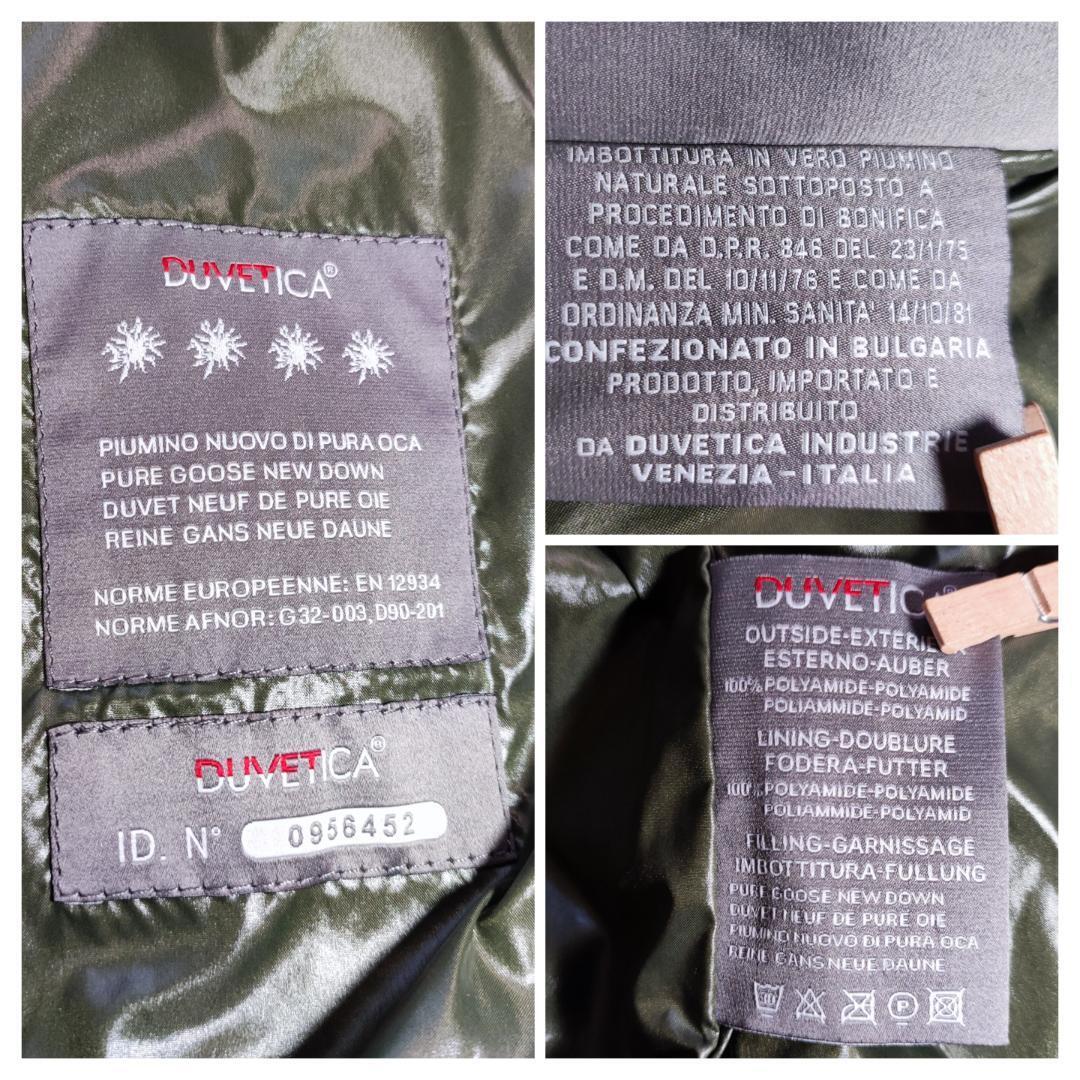 DUVETICA®
PIUMINO NUOVO DI PURA OCA
PURE GOOSE NEW DOWN
DUVET NEUF DE PURE OIE
REINE GANS NEUE DAUNE
NORME EUROPEENNE: EN 12934
NORME AFNOR: G32-003, D90-201
DUVETICA®
ID. N° 0956452
IMBOTTITURA IN VERO PIUMINO
NATURALE SOTTOPOSTO A
PROCEDIMENTO DI BONIFICA
COME DA D.P.R. 846 DEL 23/1/75
E D.M. DEL 10/11/76 E COME DA
ORDINANZA MIN. SANITA' 14/10/81
CONFEZIONATO IN BULGARIA
PRODOTTO, IMPORTATO E
DISTRIBUITO
DA DUVETICA INDUSTRIE
VENEZIA-ITALIA
DUVETIC
OUTSIDE-EXTERIE
ESTERNO-AUBER
100% POLYAMIDE-POLYAMIDE
POLIAMMIDE-POLYAMID
LINING-DOUBLURE
FODERA-FUTTER
100% POLYAMIDE-POLYAMIDE
POLIAMMIDE-POLYAMID
FILLING-GARNISSAGE
IMBOTTITURA-FULLUNG
PURE GOOSE NEW DOWN
DUVET NEUF DE PURE OIE
PIUMINO NUOVO DI PURA OCA
REINE GANS NEUE DAUNE
30
P